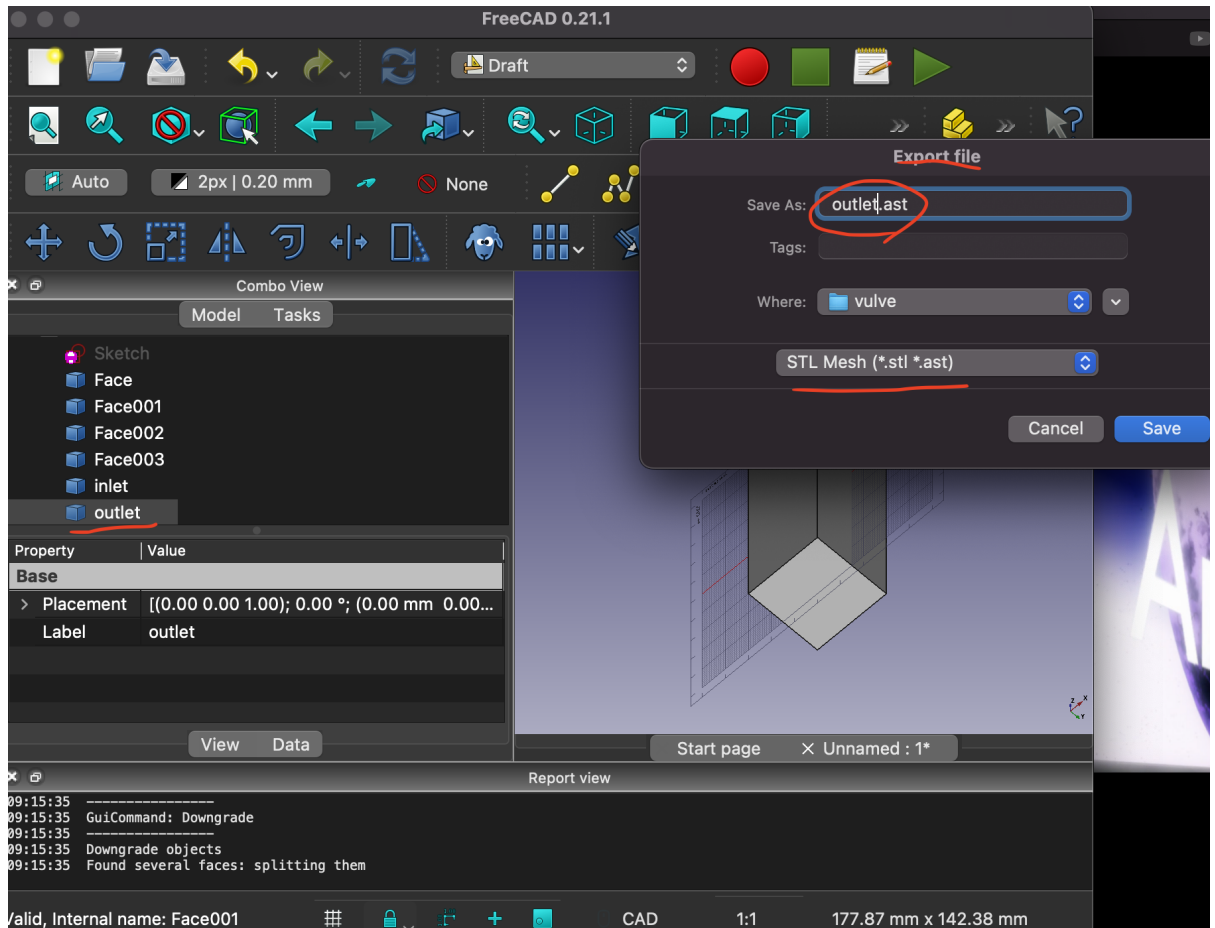 FreeCAD 0.21.1
Draft
Auto
2px | 0.20 mm
None
Export file
Save As: outlet.ast
Tags:
Where: vulve
STL Mesh (*.stl *.ast)
Cancel Save
Combo View
Model Tasks
Sketch
Face
Face001
Face002
Face003
inlet
outlet
Property Value
Base
Placement [(0.00 0.00 1.00); 0.00 °; (0.00 mm 0.00...
Label outlet
View Data
Z X
Y
Start page Unnamed : 1*
Report view
09:15:35 ----------------
09:15:35 GuiCommand: Downgrade
09:15:35 ----------------
09:15:35 Downgrade objects
09:15:35 Found several faces: splitting them
Valid, Internal name: Face001 CAD 1:1 177.87 mm x 142.38 mm